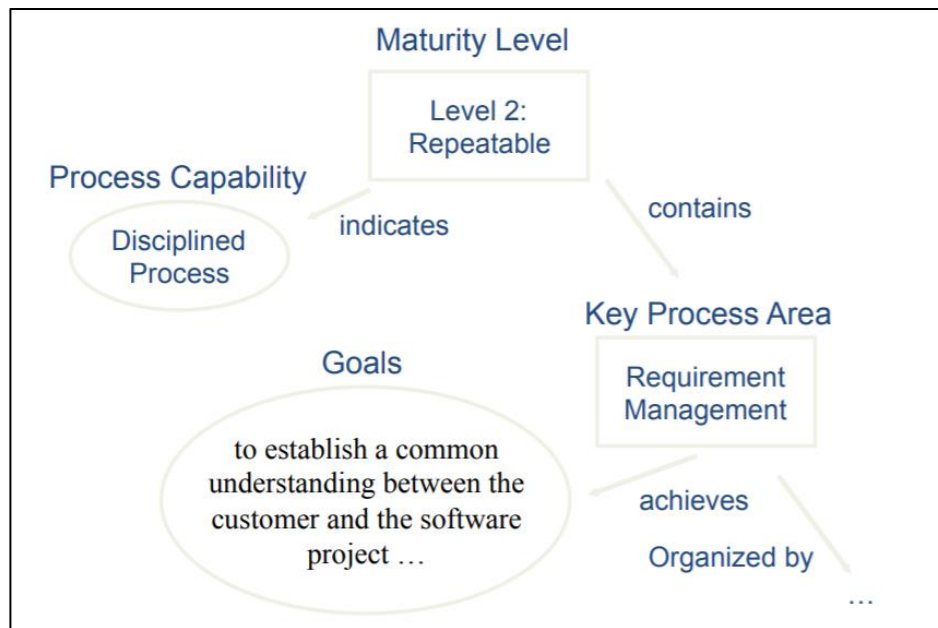 Maturity Level
Level 2:
Repeatable
Process Capability
indicates
contains
Disciplined
Process
Key Process Area
Goals
Requirement
Management
to establish a common
understanding between the
customer and the software
project …
achieves
Organized by
…